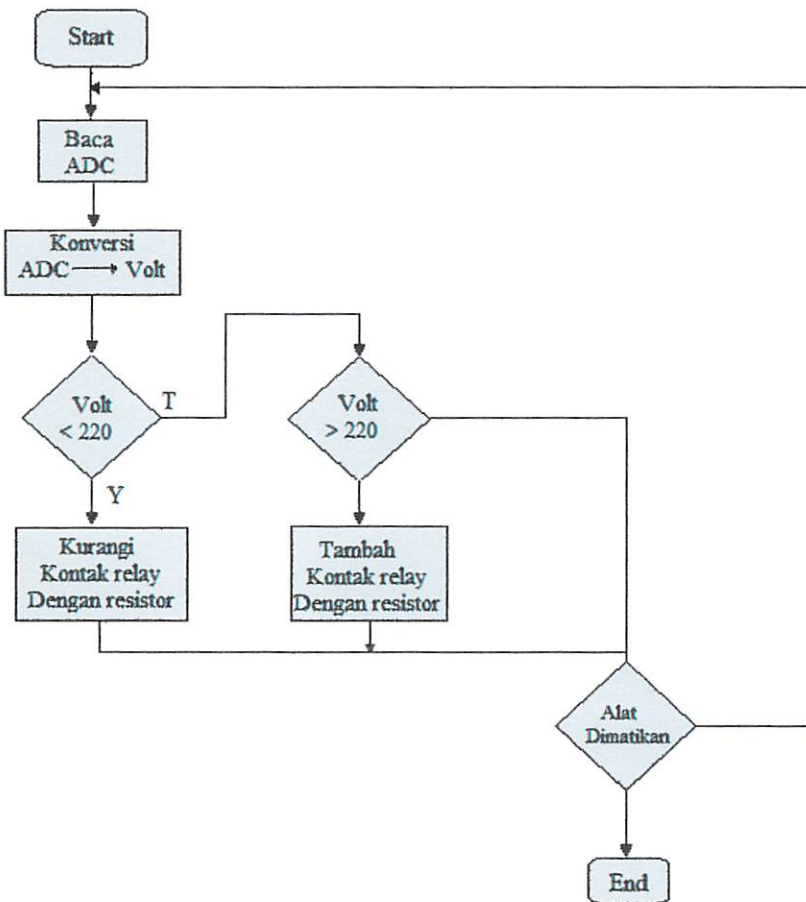 Start
Baca
ADC
Konversi
ADC → Volt
Volt
< 220
T
Y
Volt
> 220
Kurangi
Kontak relay
Dengan resistor
Tambah
Kontak relay
Dengan resistor
Alat
Dimatikan
End